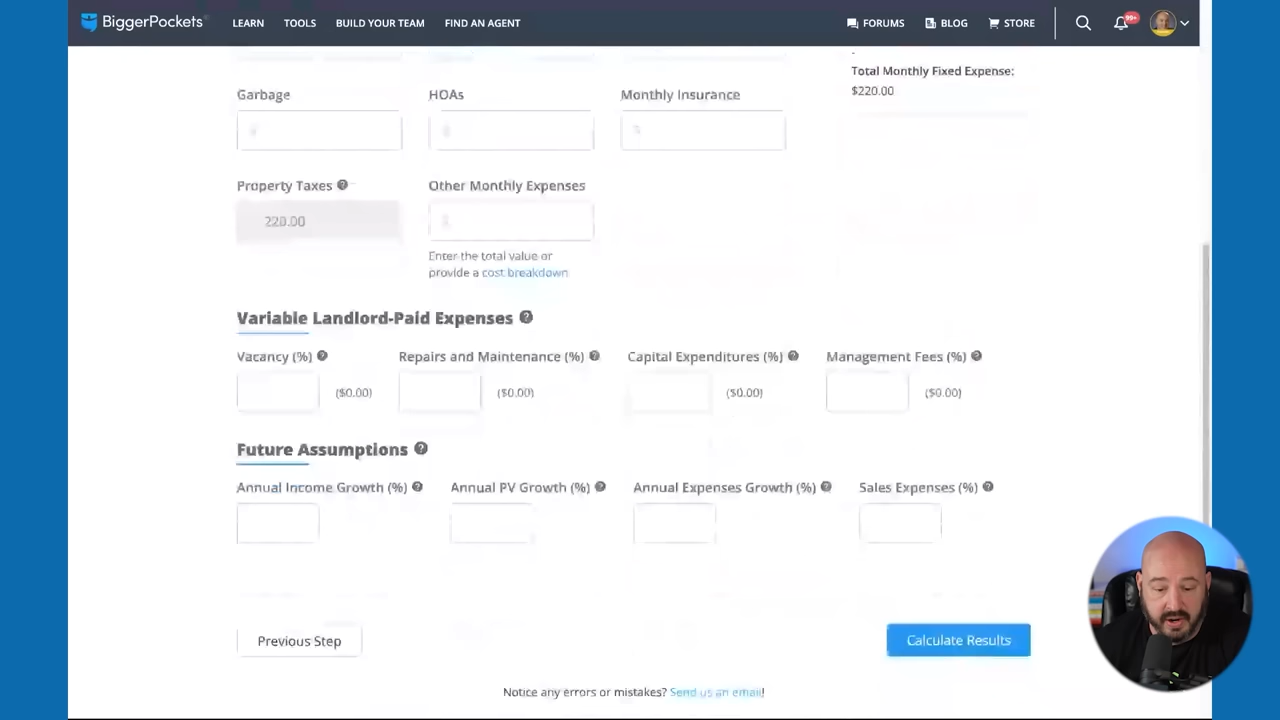 BiggerPockets LEARN TOOLS BUILD YOUR TEAM FIND AN AGENT FORUMS BLOG STORE 99+
Total Monthly Fixed Expense:
$220.00
Garbage HOAs Monthly Insurance
Property Taxes Other Monthly Expenses
220.00
Enter the total value or
provide a cost breakdown
Variable Landlord-Paid Expenses
Vacancy (%) Repairs and Maintenance (%) Capital Expenditures (%) Management Fees (%)
($0.00) ($0.00) ($0.00) ($0.00)
Future Assumptions
Annual Income Growth (%) Annual PV Growth (%) Annual Expenses Growth (%) Sales Expenses (%)
Previous Step Calculate Results
Notice any errors or mistakes? Send us an email!